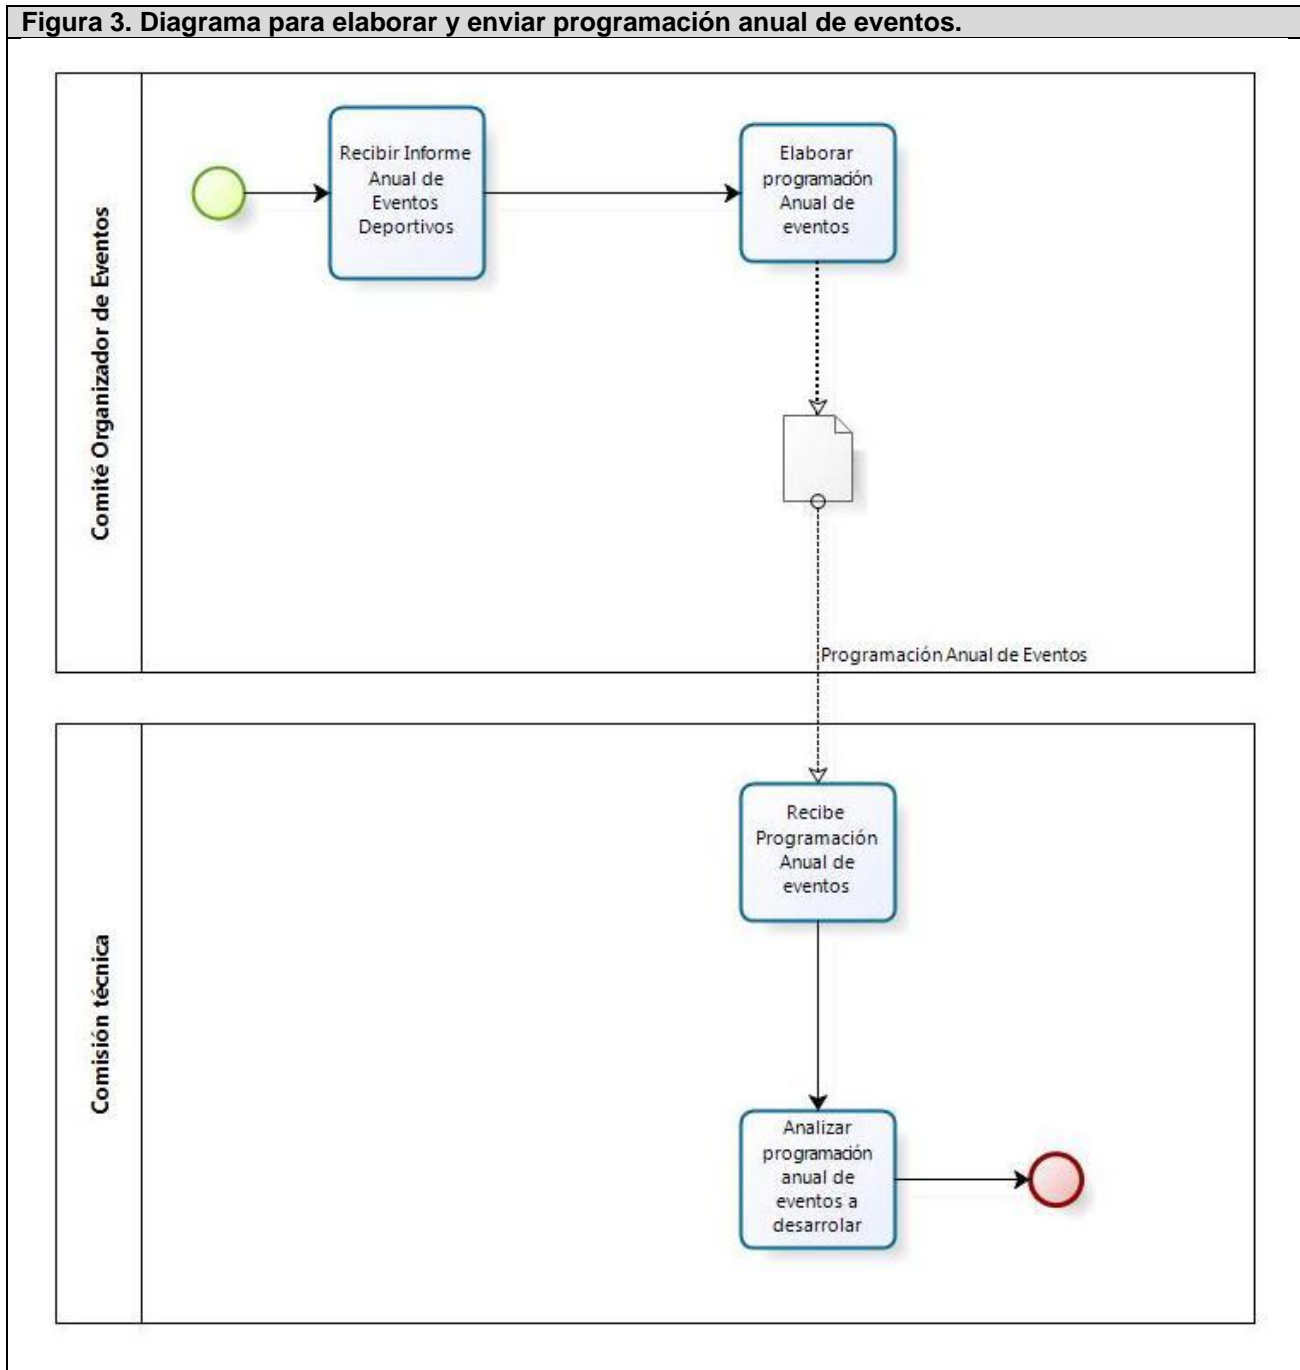 Figura 3. Diagrama para elaborar y enviar programación anual de eventos.
Comité Organizador de Eventos
Recibir Informe
Anual de
Eventos
Deportivos
Elaborar
programación
Anual de
eventos
Programación Anual de Eventos
Comisión técnica
Recibe
Programación
Anual de
eventos
Analizar
programación
anual de
eventos a
desarrolar